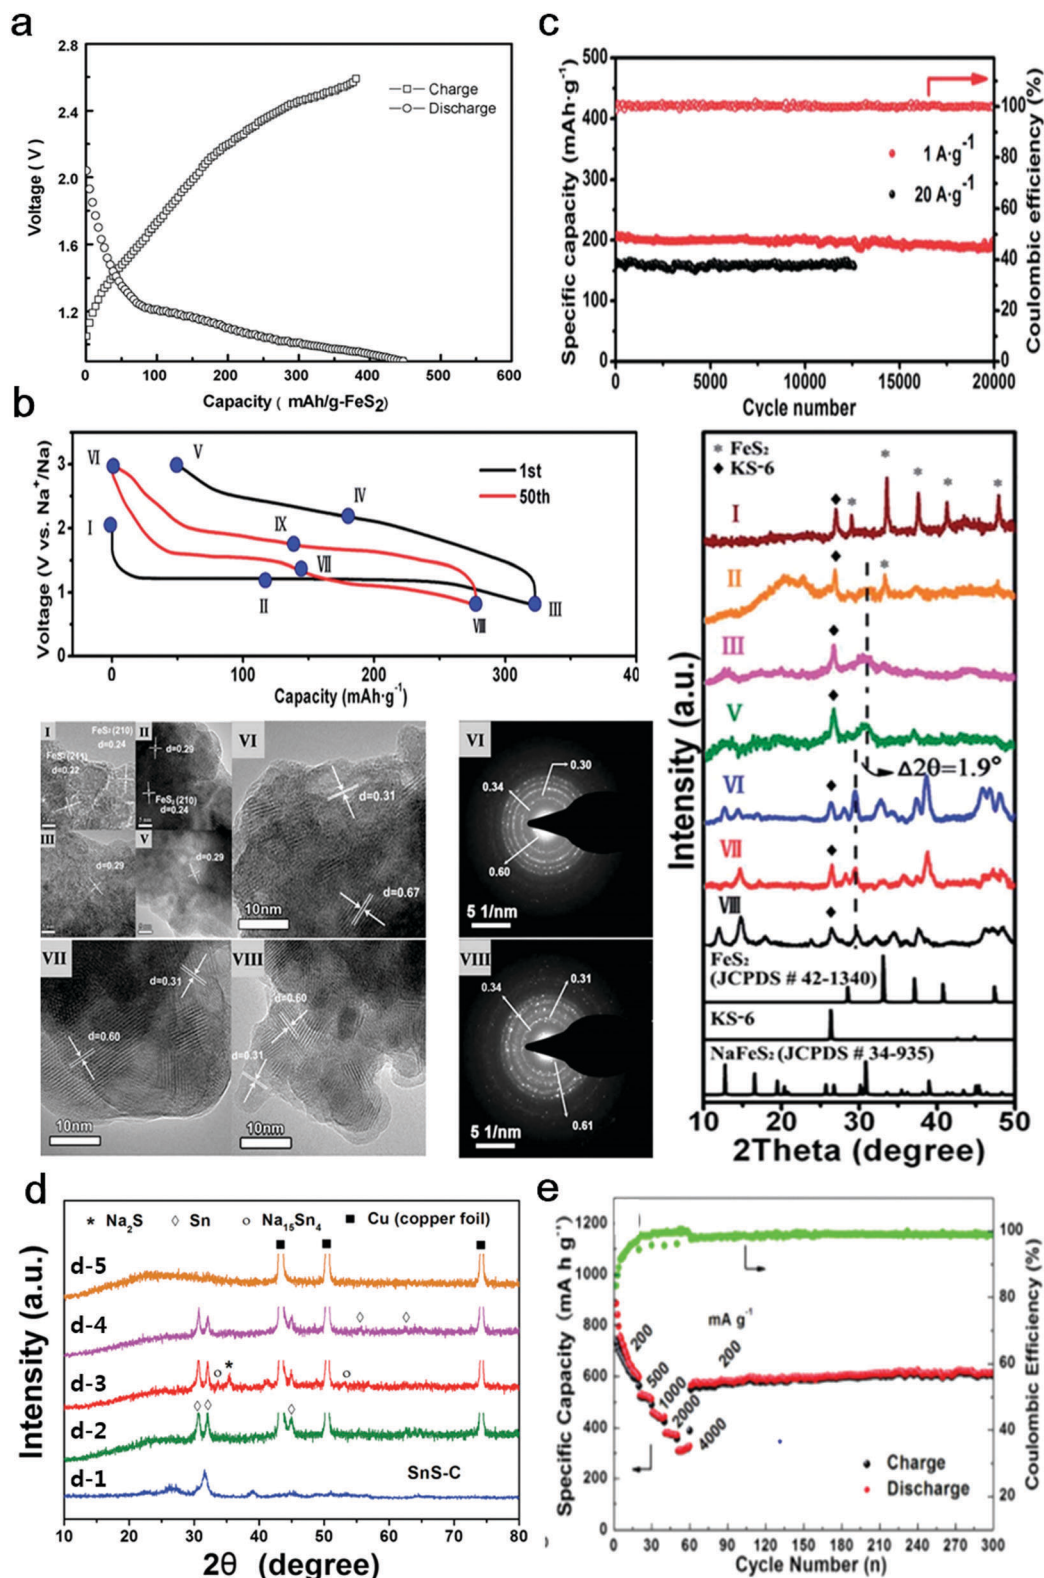 a
2.8
2.4
2.0
1.6
1.2
Voltage ( V )
Charge
Discharge
0
100
200
300
400
500
600
Capacity ( mAh/g-FeS2)
c
500
450
400
350
300
250
200
150
100
50
0
Specific capacity (mAh·g-1)
1 A·g-1
20 A·g-1
100
80
60
40
20
0
Coulombic efficiency (%)
0
5000
10000
15000
20000
Cycle number
b
3
2
1
0
Voltage (V vs. Na+/Na)
VI
V
I
IV
IX
VII
II
VIII
III
1st
50th
0
100
200
300
40
Capacity (mAh·g-1)
I
FeS2 (210)
d=0.24
FeS2 (211)
d=0.22
II
d=0.29
FeS2 (210)
d=0.24
III
d=0.29
V
d=0.29
VI
d=0.31
d=0.67
10nm
VII
d=0.31
d=0.60
10nm
VIII
d=0.60
d=0.31
10nm
VI
0.30
0.34
0.60
5 1/nm
VIII
0.31
0.34
0.61
5 1/nm
FeS2
KS-6
I
II
III
V
Δ2θ=1.9°
VI
VII
VIII
FeS2
(JCPDS # 42-1340)
KS-6
NaFeS2 (JCPDS # 34-935)
Intensity (a.u.)
10
20
30
40
50
2Theta (degree)
d
* Na2S
◊ Sn
o Na15Sn4
■ Cu (copper foil)
d-5
d-4
d-3
d-2
d-1
SnS-C
Intensity (a.u.)
10
20
30
40
50
60
70
80
2θ (degree)
e
1200
1000
800
600
400
200
0
Specific Capacity (mA h g-1)
200
500
1000
2000
4000
mA g-1
200
Charge
Discharge
100
80
60
40
20
Coulombic Efficiency (%)
0
30
60
90
120
150
180
210
240
270
300
Cycle Number (n)